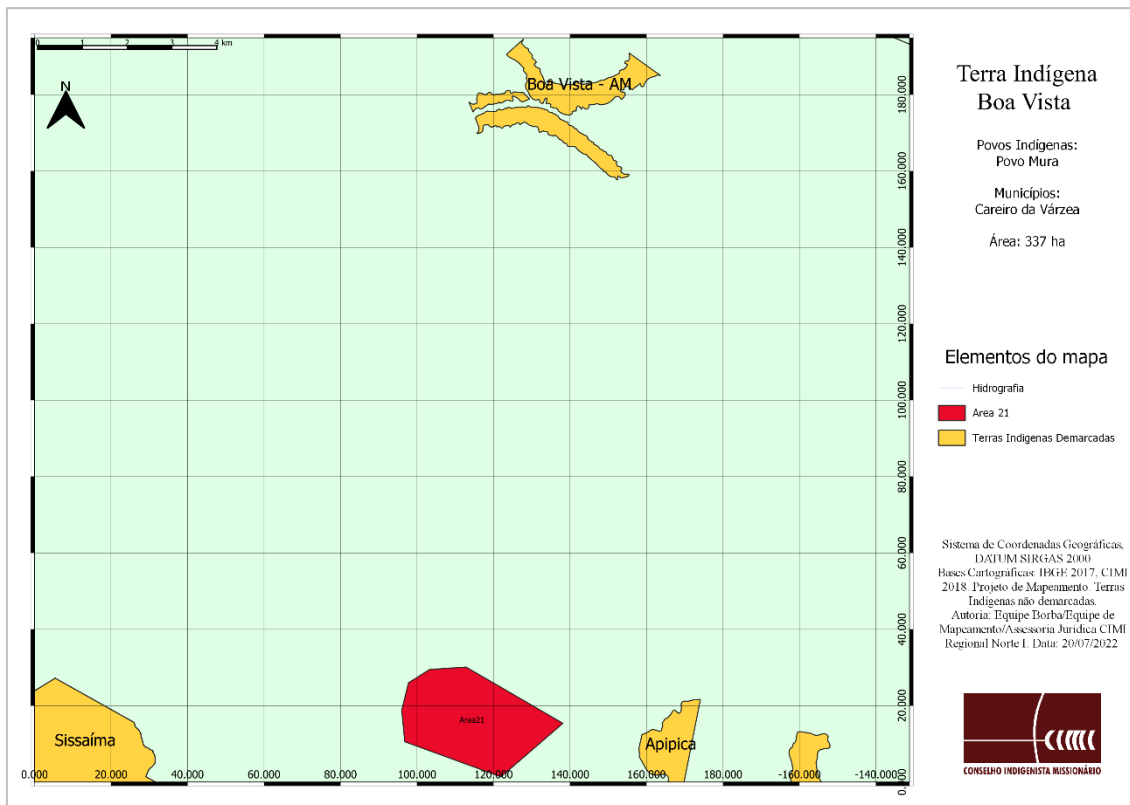 0 1 2 3 4 km
N
Boa Vista - AM
Sissaíma
Area21
Apipica
0.000 20.000 40.000 60.000 80.000 100.000 120.000 140.000 160.000 180.000 -160.000 -140.000
0.000
20.000
40.000
60.000
80.000
100.000
120.000
140.000
160.000
180.000
Terra Indígena
Boa Vista
Povos Indígenas:
Povo Mura
Municípios:
Careiro da Várzea
Área: 337 ha
Elementos do mapa
Hidrografia
Area 21
Terras Indigenas Demarcadas
Sistema de Coordenadas Geográficas,
DATUM SIRGAS 2000
Bases Cartográficas: IBGE 2017, CIMI
2018. Projeto de Mapeamento. Terras
Indígenas não demarcadas.
Autoria: Equipe Borba/Equipe de
Mapeamento/Assessoria Jurídica CIMI
Regional Norte I. Data: 20/07/2022
CONSELHO INDIGENISTA MISSIONÁRIO